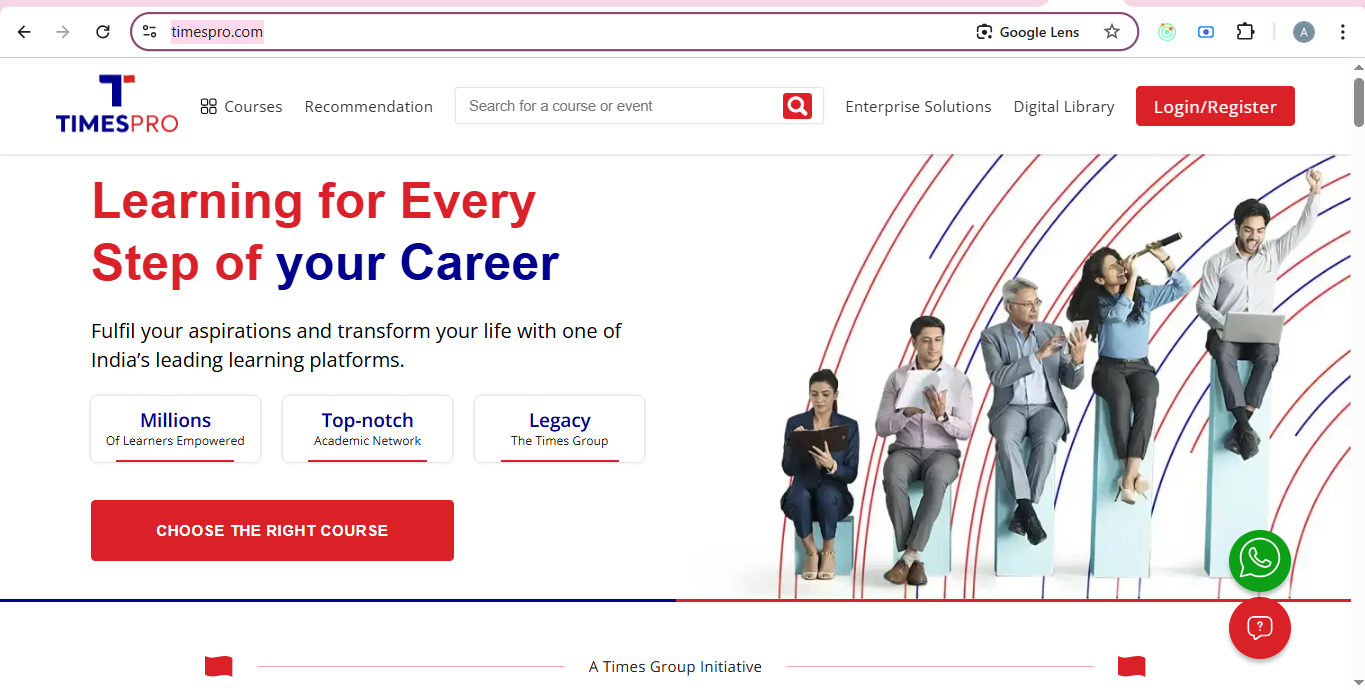 timespro.com
Google Lens
A
T
TIMESPRO
Courses
Recommendation
Search for a course or event
Enterprise Solutions
Digital Library
Login/Register
Learning for Every
Step of your Career
Fulfil your aspirations and transform your life with one of
India’s leading learning platforms.
Millions
Of Learners Empowered
Top-notch
Academic Network
Legacy
The Times Group
CHOOSE THE RIGHT COURSE
?
A Times Group Initiative